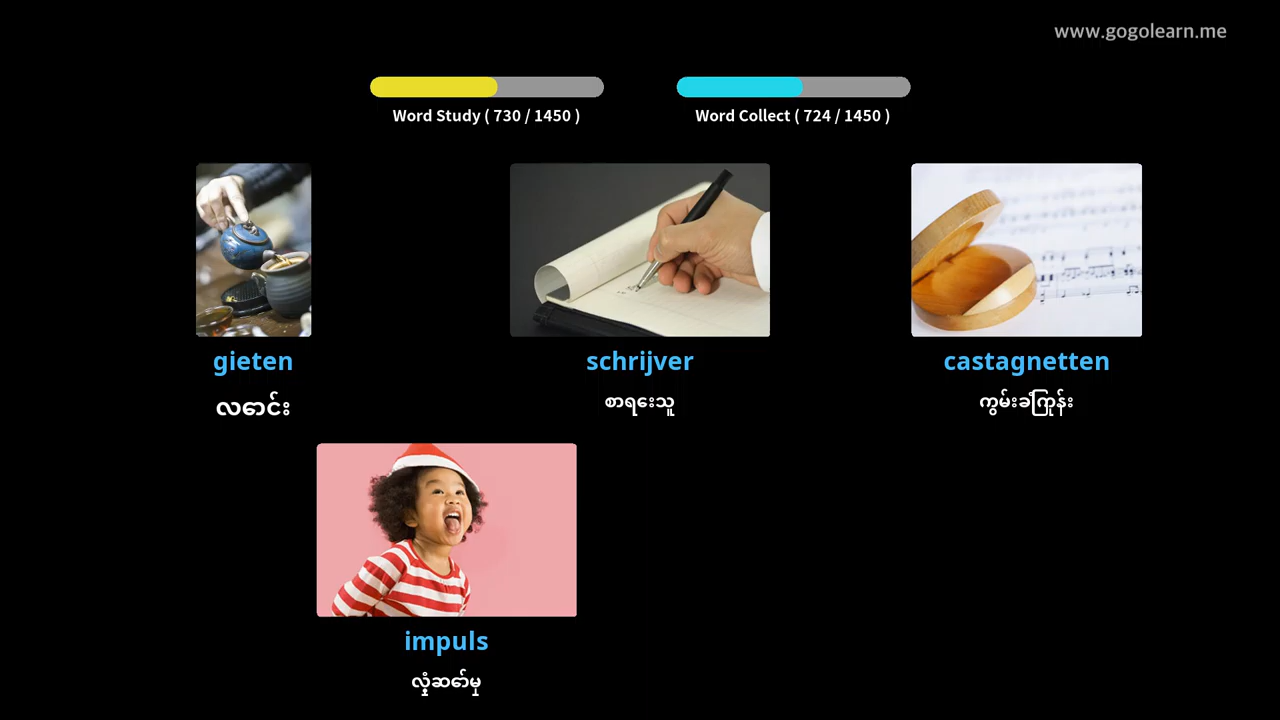 www.gogolearn.me
Word Study ( 730 / 1450 )
Word Collect ( 724 / 1450 )
gieten
schrijver
castagnetten
လောင်း
စာရေးသူ
ကွမ်းခံကြုန်း
impuls
လှုံ့ဆော်မှု